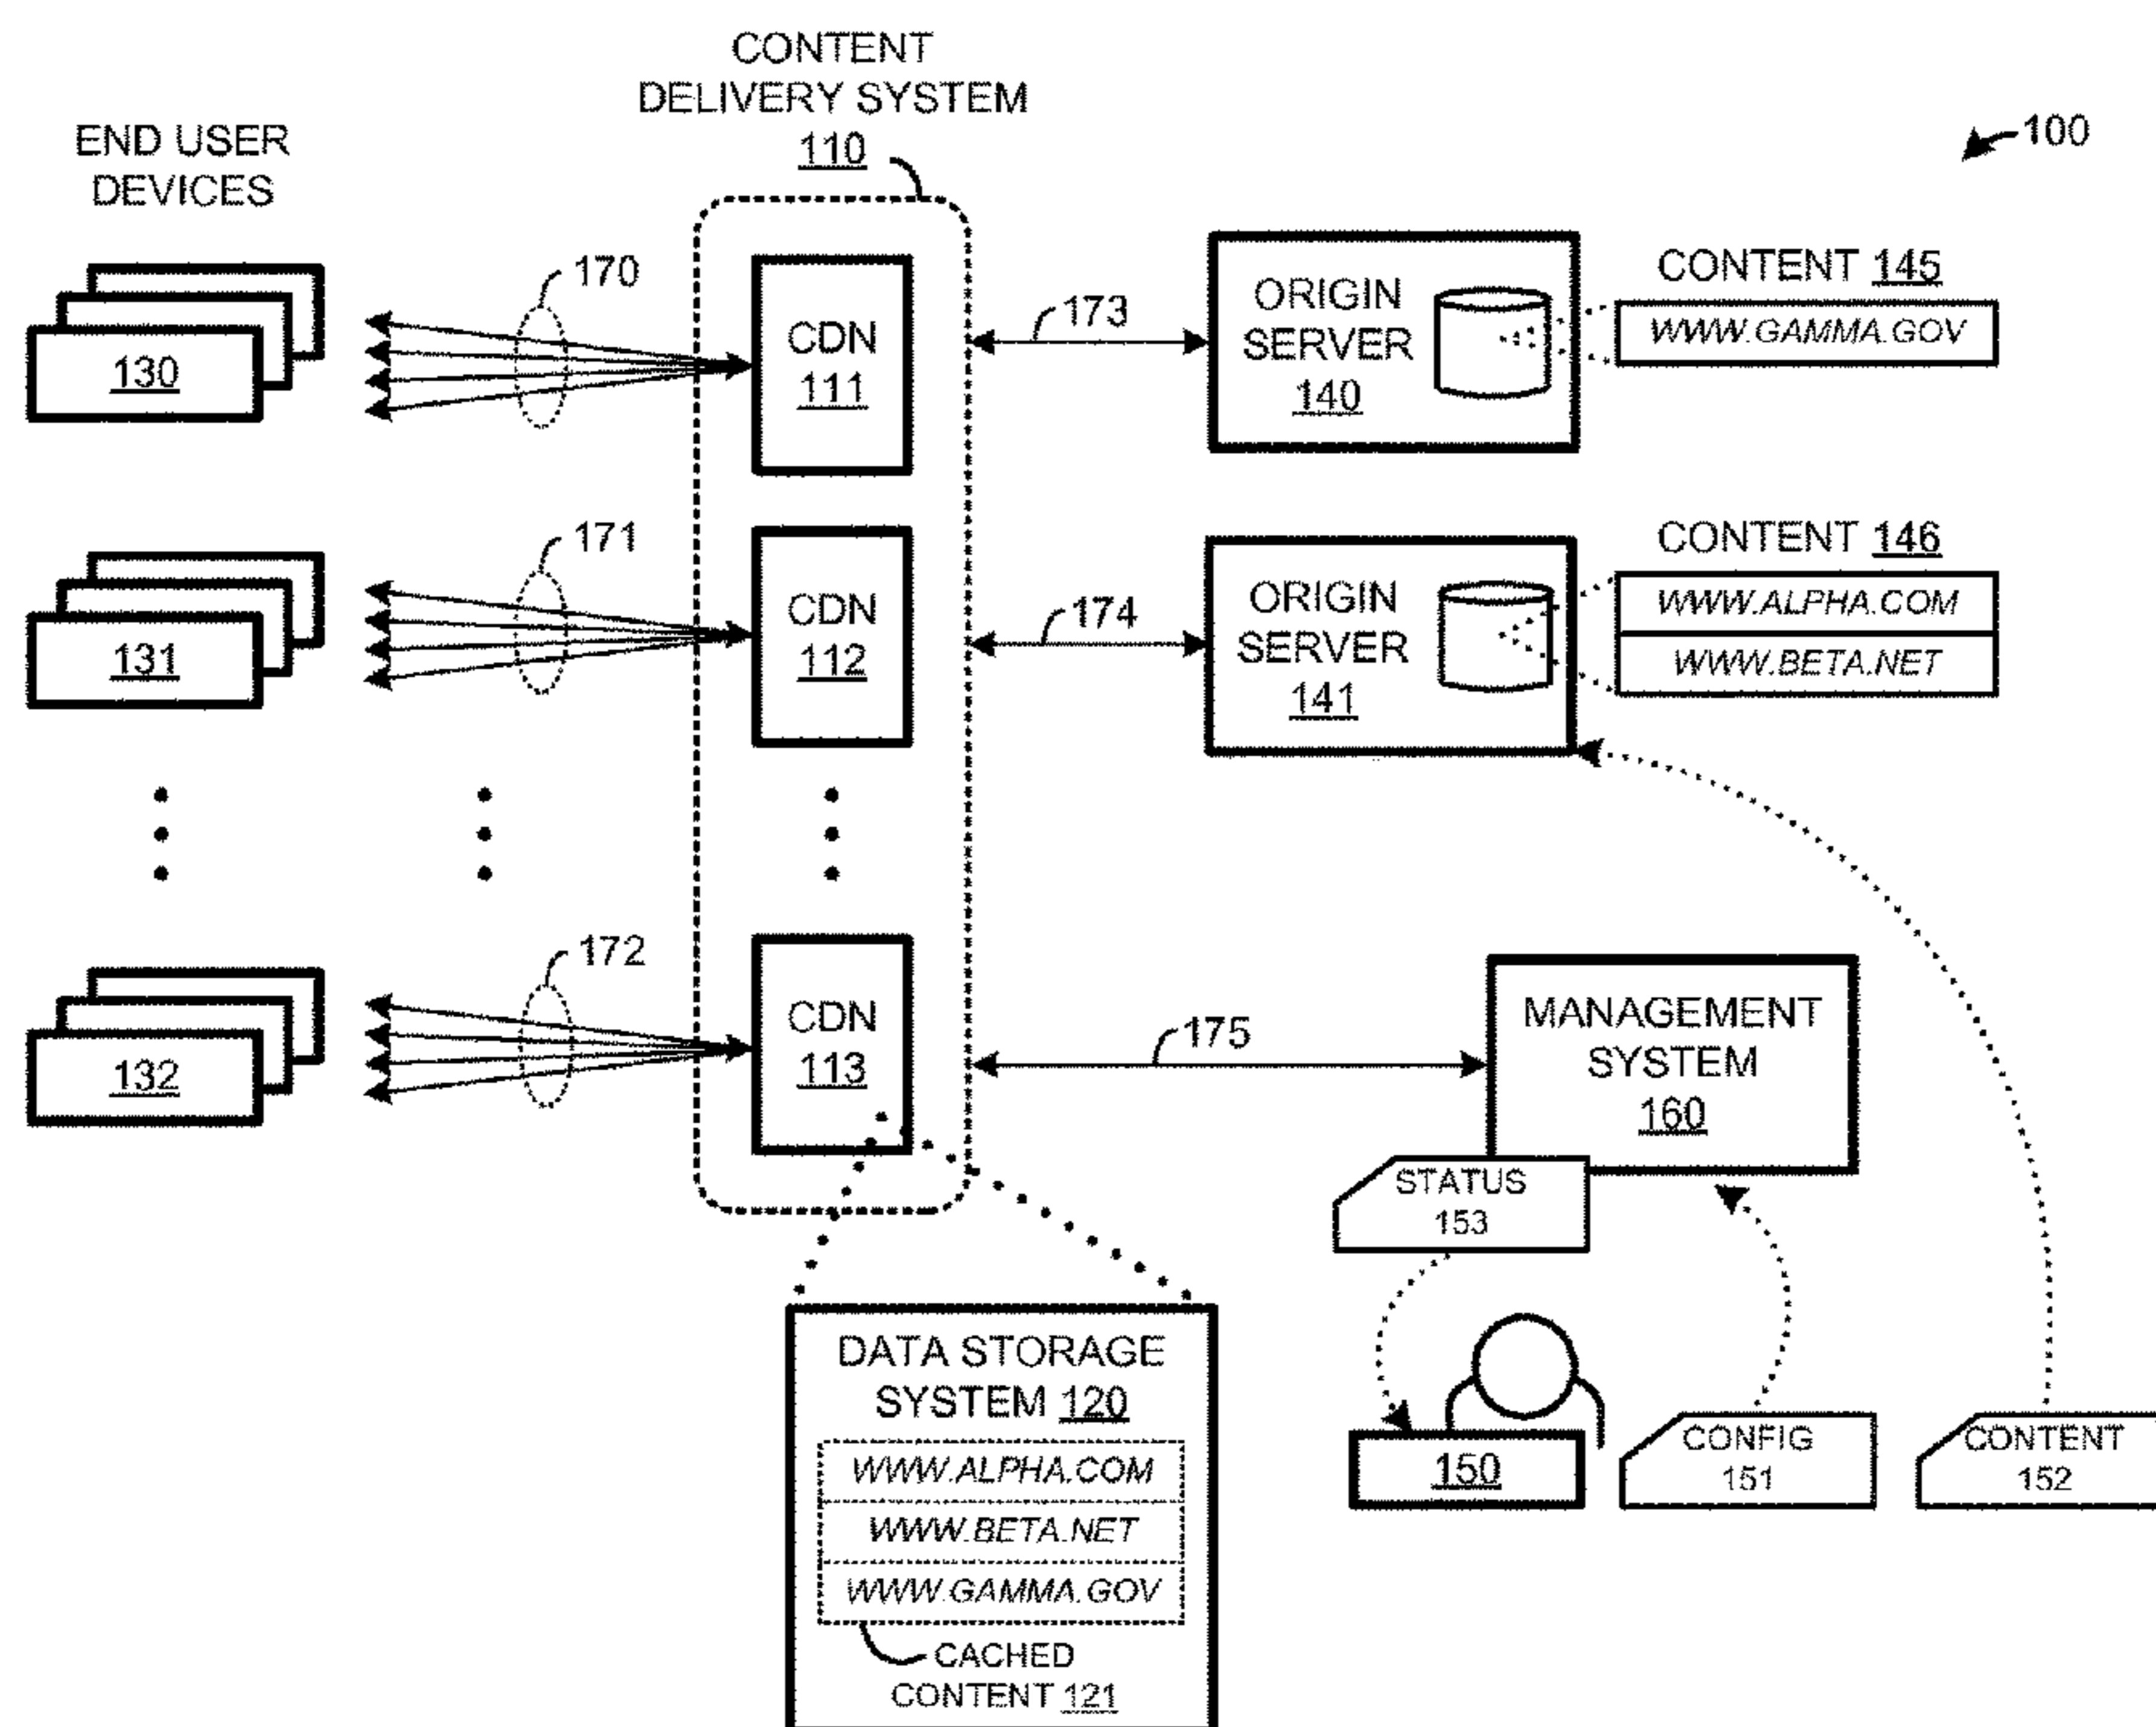 CONTENT
DELIVERY SYSTEM
110
100
END USER
DEVICES
130
170
CDN
111
173
ORIGIN
SERVER
140
CONTENT 145
WWW.GAMMA.GOV
131
171
CDN
112
174
ORIGIN
SERVER
141
CONTENT 146
WWW.ALPHA.COM
WWW.BETA.NET
132
172
CDN
113
175
MANAGEMENT
SYSTEM
160
STATUS
153
DATA STORAGE
SYSTEM 120
WWW.ALPHA.COM
WWW.BETA.NET
WWW.GAMMA.GOV
CACHED
CONTENT 121
150
CONFIG
151
CONTENT
152